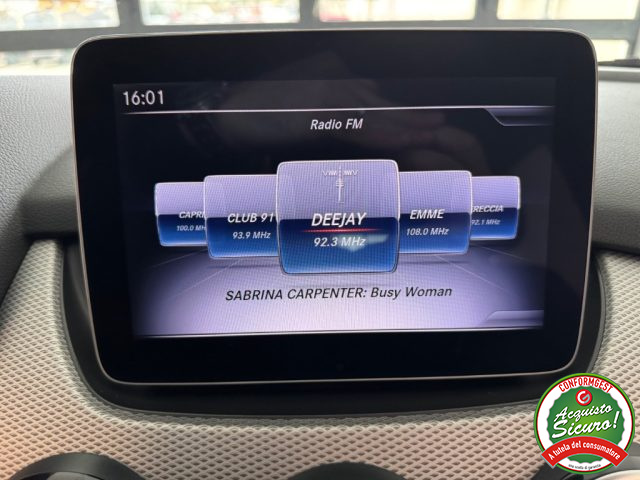 16:01
Radio FM
CAPRI
100.0 MHz
CLUB 91
93.9 MHz
DEEJAY
92.3 MHz
EMME
108.0 MHz
RECCIA
92.1 MHz
SABRINA CARPENTER: Busy Woman
CONFORMGEST
Acquisto
Sicuro!
A tutela del consumatore